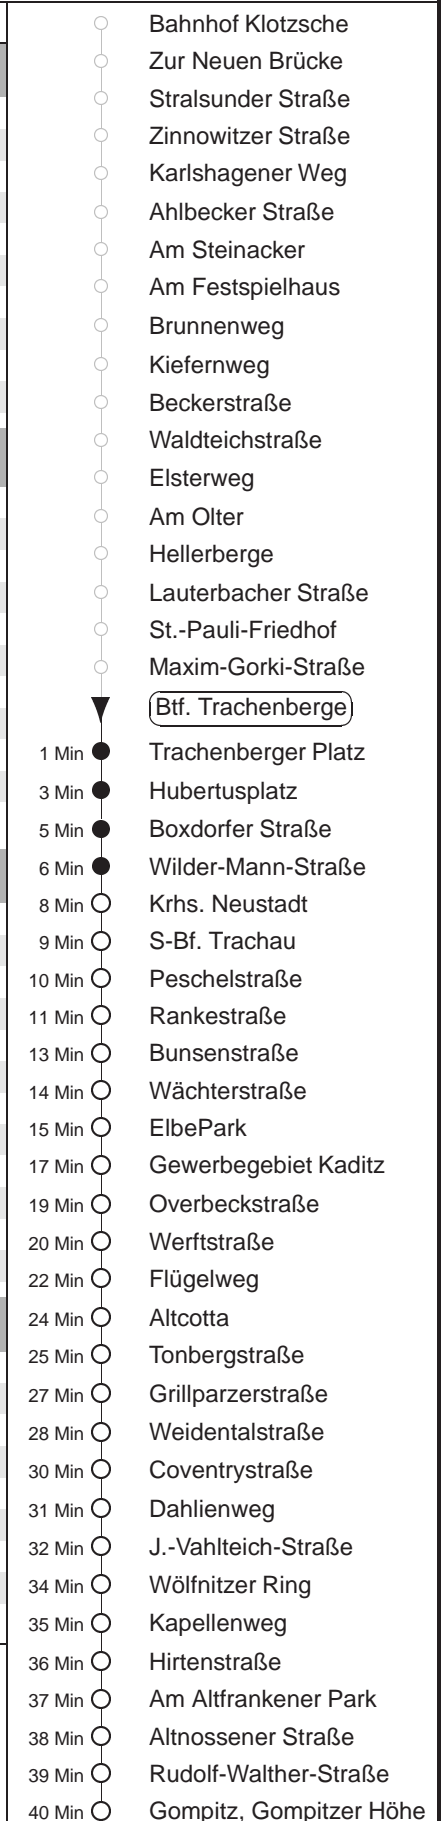 Bahnhof Klotzsche
Zur Neuen Brücke
Stralsunder Straße
Zinnowitzer Straße
Karlshagener Weg
Ahlbecker Straße
Am Steinacker
Am Festspielhaus
Brunnenweg
Kiefernweg
Beckerstraße
Waldteichstraße
Elsterweg
Am Olter
Hellerberge
Lauterbacher Straße
St.-Pauli-Friedhof
Maxim-Gorki-Straße
Btf. Trachenberge
1 Min Trachenberger Platz
3 Min Hubertusplatz
5 Min Boxdorfer Straße
6 Min Wilder-Mann-Straße
8 Min Krhs. Neustadt
9 Min S-Bf. Trachau
10 Min Peschelstraße
11 Min Rankestraße
13 Min Bunsenstraße
14 Min Wächterstraße
15 Min ElbePark
17 Min Gewerbegebiet Kaditz
19 Min Overbeckstraße
20 Min Werftstraße
22 Min Flügelweg
24 Min Altcotta
25 Min Tonbergstraße
27 Min Grillparzerstraße
28 Min Weidentalstraße
30 Min Coventrystraße
31 Min Dahlienweg
32 Min J.-Vahlteich-Straße
34 Min Wölfnitzer Ring
35 Min Kapellenweg
36 Min Hirtenstraße
37 Min Am Altfrankener Park
38 Min Altnossener Straße
39 Min Rudolf-Walther-Straße
40 Min Gompitz, Gompitzer Höhe